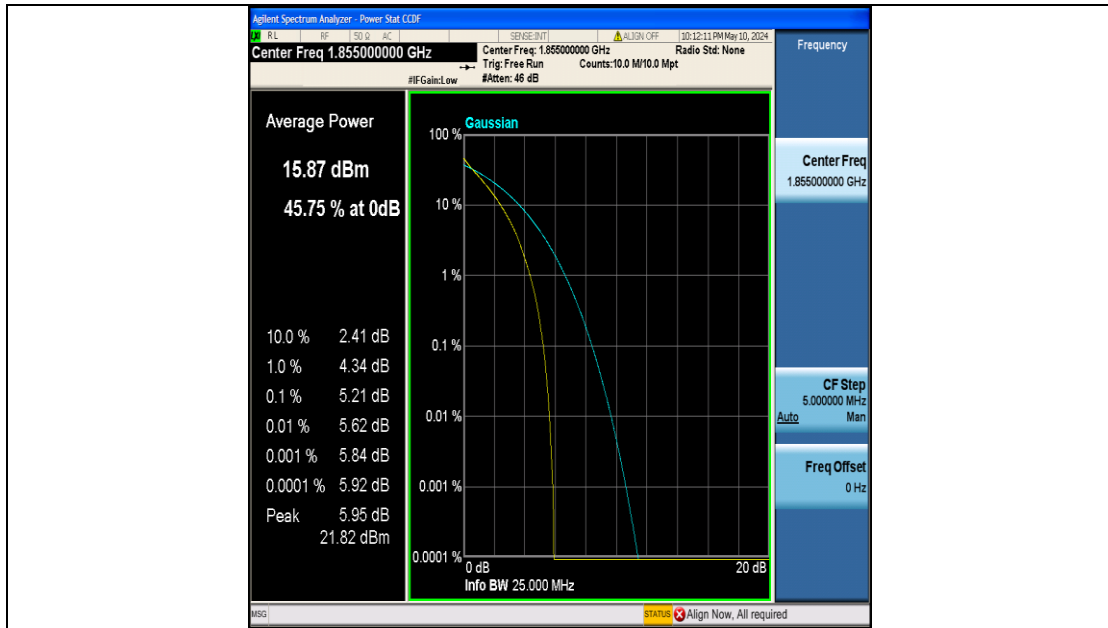 Agilent Spectrum Analyzer - Power Stat CCDF
RL RF 50 Ω AC SENSE:INT ALIGN OFF 10:12:11 PM May 10, 2024
Center Freq 1.855000000 GHz
Center Freq: 1.855000000 GHz Radio Std: None
Trig: Free Run Counts:10.0 M/10.0 Mpt
#IFGain:Low #Atten: 46 dB
Average Power
15.87 dBm
45.75 % at 0dB
10.0 % 2.41 dB
1.0 % 4.34 dB
0.1 % 5.21 dB
0.01 % 5.62 dB
0.001 % 5.84 dB
0.0001 % 5.92 dB
Peak 5.95 dB
21.82 dBm
Gaussian
100 %
10 %
1 %
0.1 %
0.01 %
0.001 %
0.0001 %
0 dB 20 dB
Info BW 25.000 MHz
Frequency
Center Freq
1.855000000 GHz
CF Step
5.000000 MHz
Auto Man
Freq Offset
0 Hz
MSG STATUS Align Now, All required